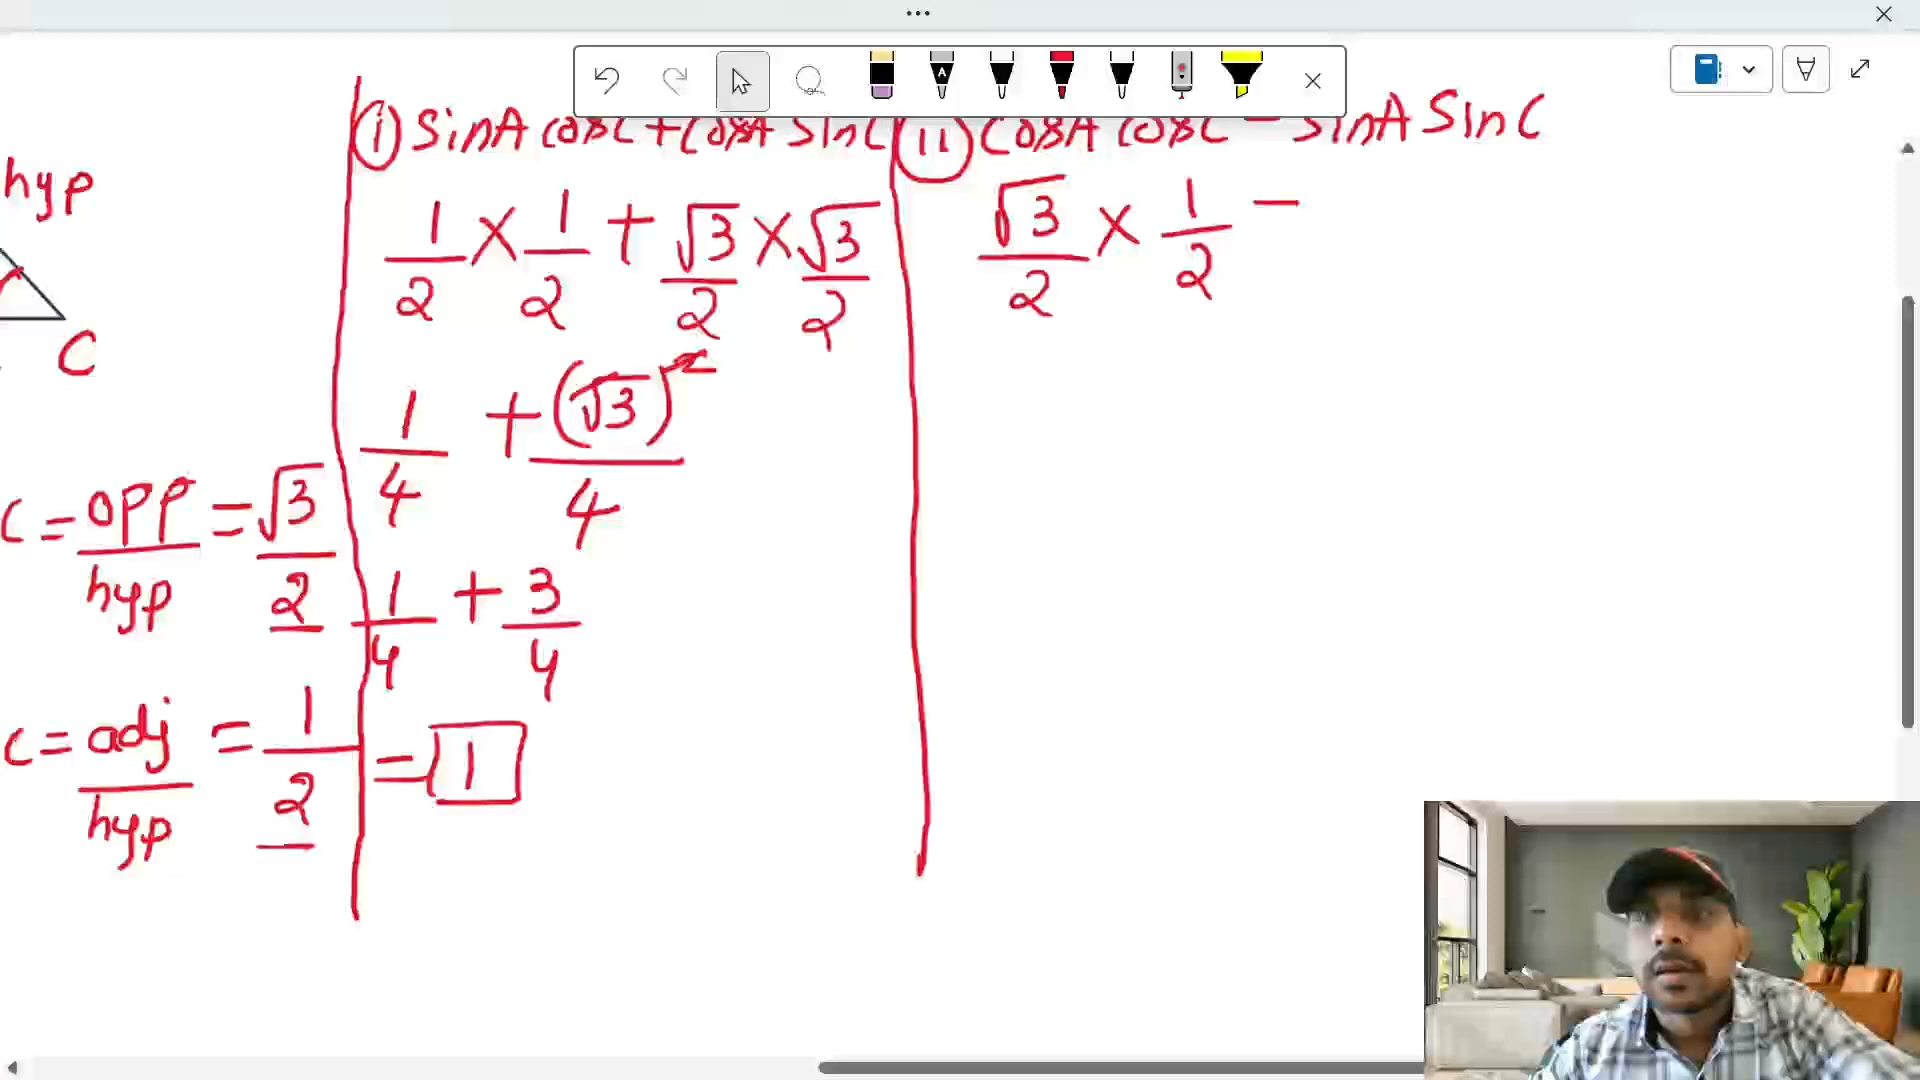 hyp
C
C = opp/hyp = √3/2
C = adj/hyp = 1/2
(i) SinA cosC + cosA SinC
1/2 × 1/2 + √3/2 × √3/2
1/4 + (√3)²/4
1/4 + 3/4
= 1
(ii) CosA cosC - SinA SinC
√3/2 × 1/2 -